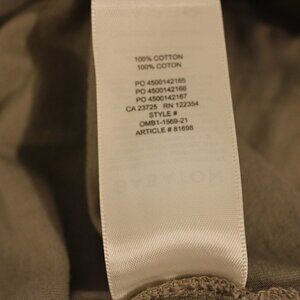 100% COTTON
100% COTON
PO 4500142165
PO 4500142166
PO 4500142167
CA 23725 RN 122354
STYLE #
OMB1-1569-21
ARTICLE # 81698